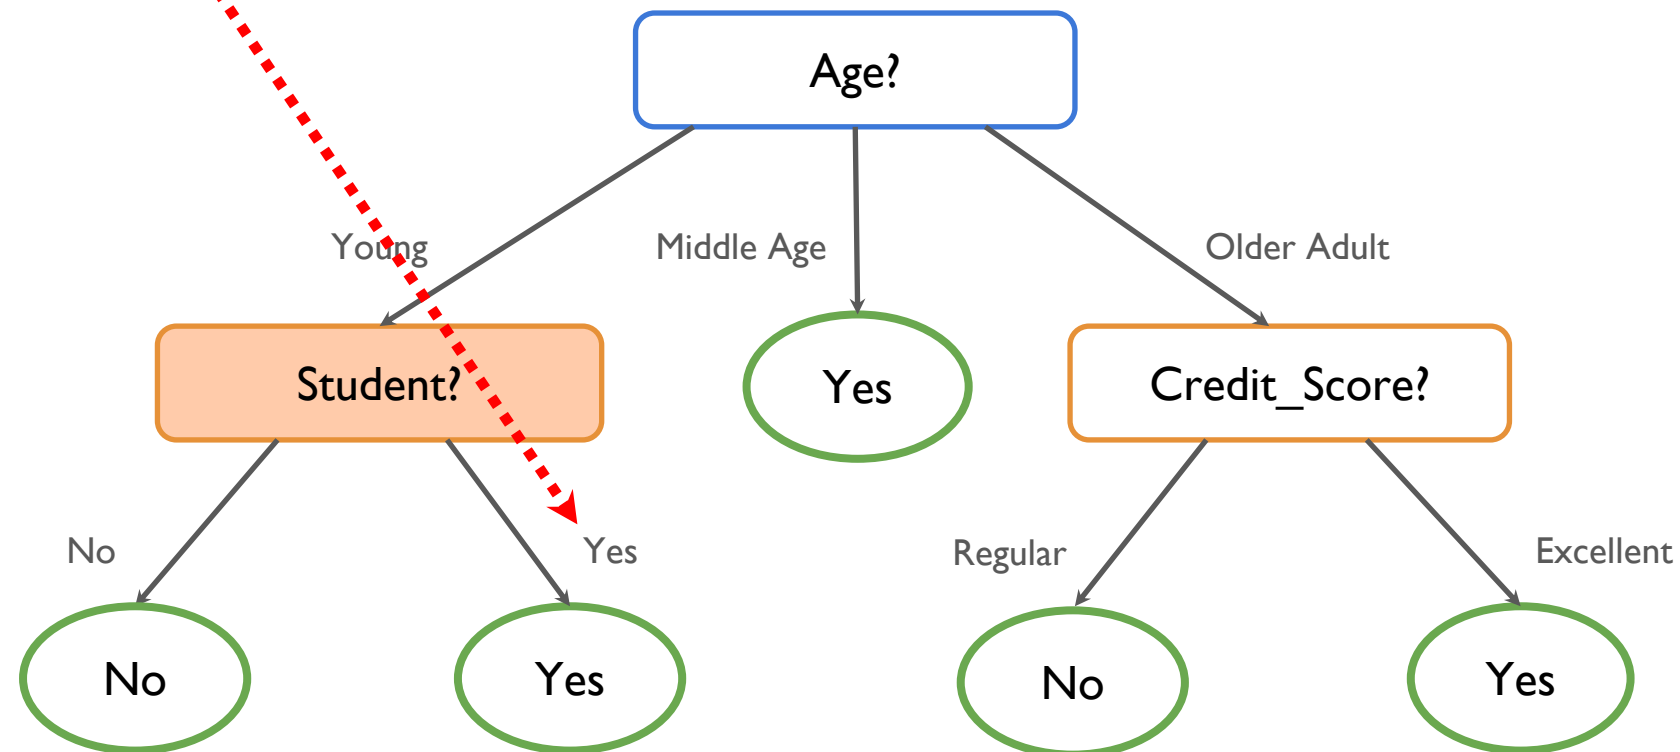 Age?
Young
Middle Age
Older Adult
Student?
Yes
Credit_Score?
No
Yes
Regular
Excellent
No
Yes
No
Yes